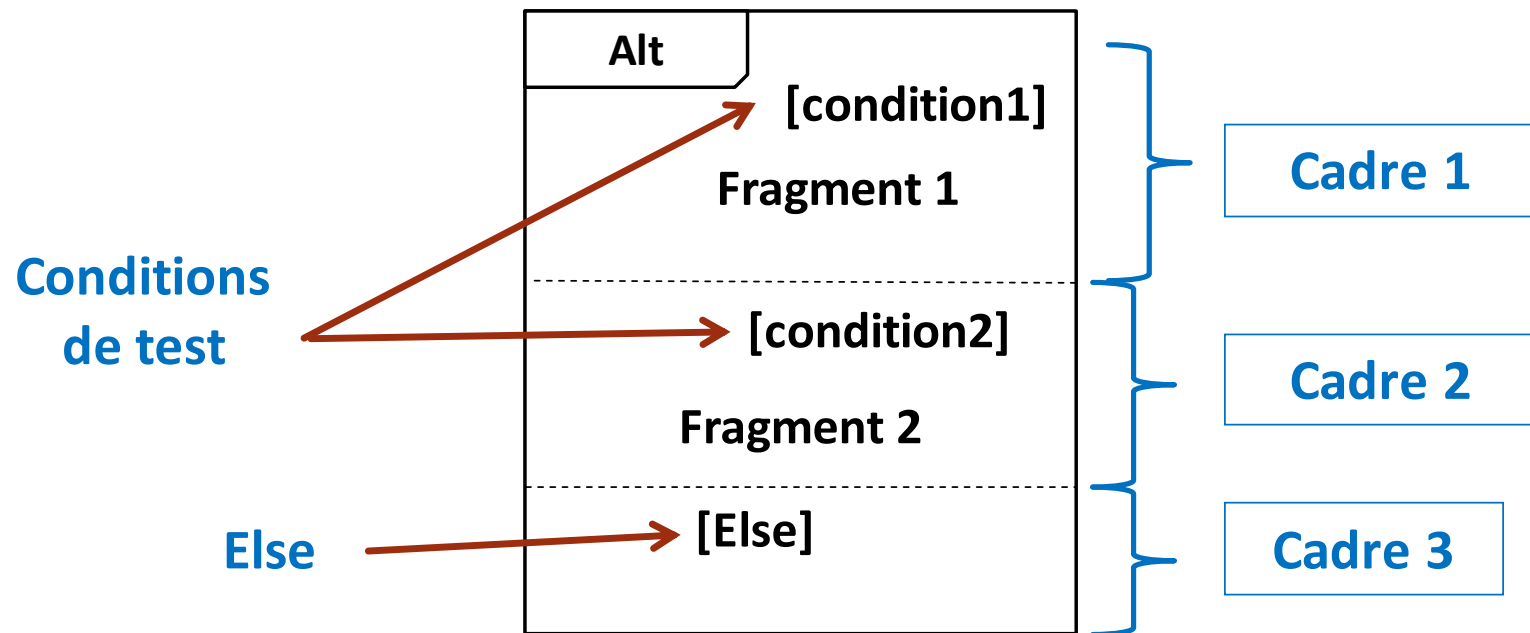 Alt
[condition1]
Cadre 1
Fragment 1
Conditions
de test
[condition2]
Cadre 2
Fragment 2
Else
[Else]
Cadre 3